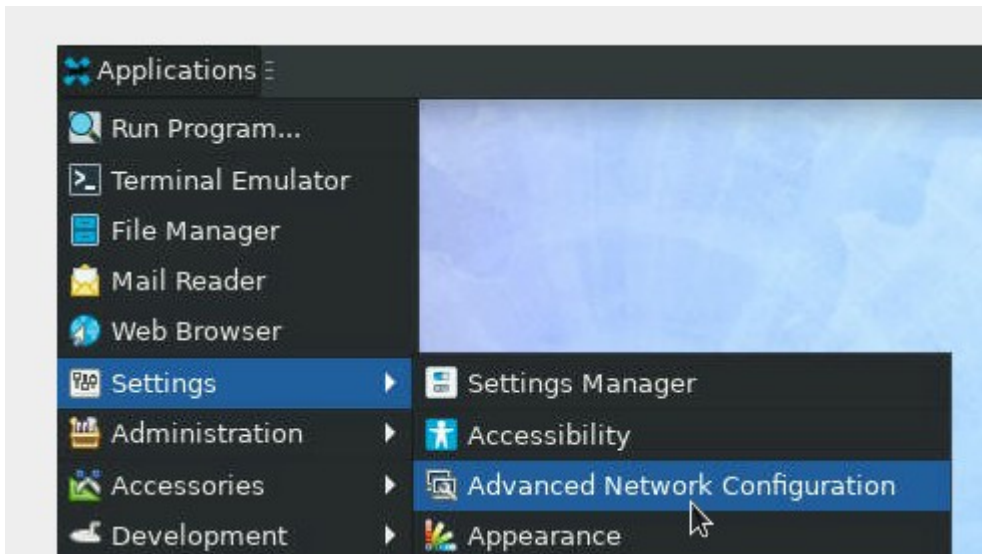 Applications
Run Program...
Terminal Emulator
File Manager
Mail Reader
Web Browser
Settings
Administration
Accessories
Development
Settings Manager
Accessibility
Advanced Network Configuration
Appearance